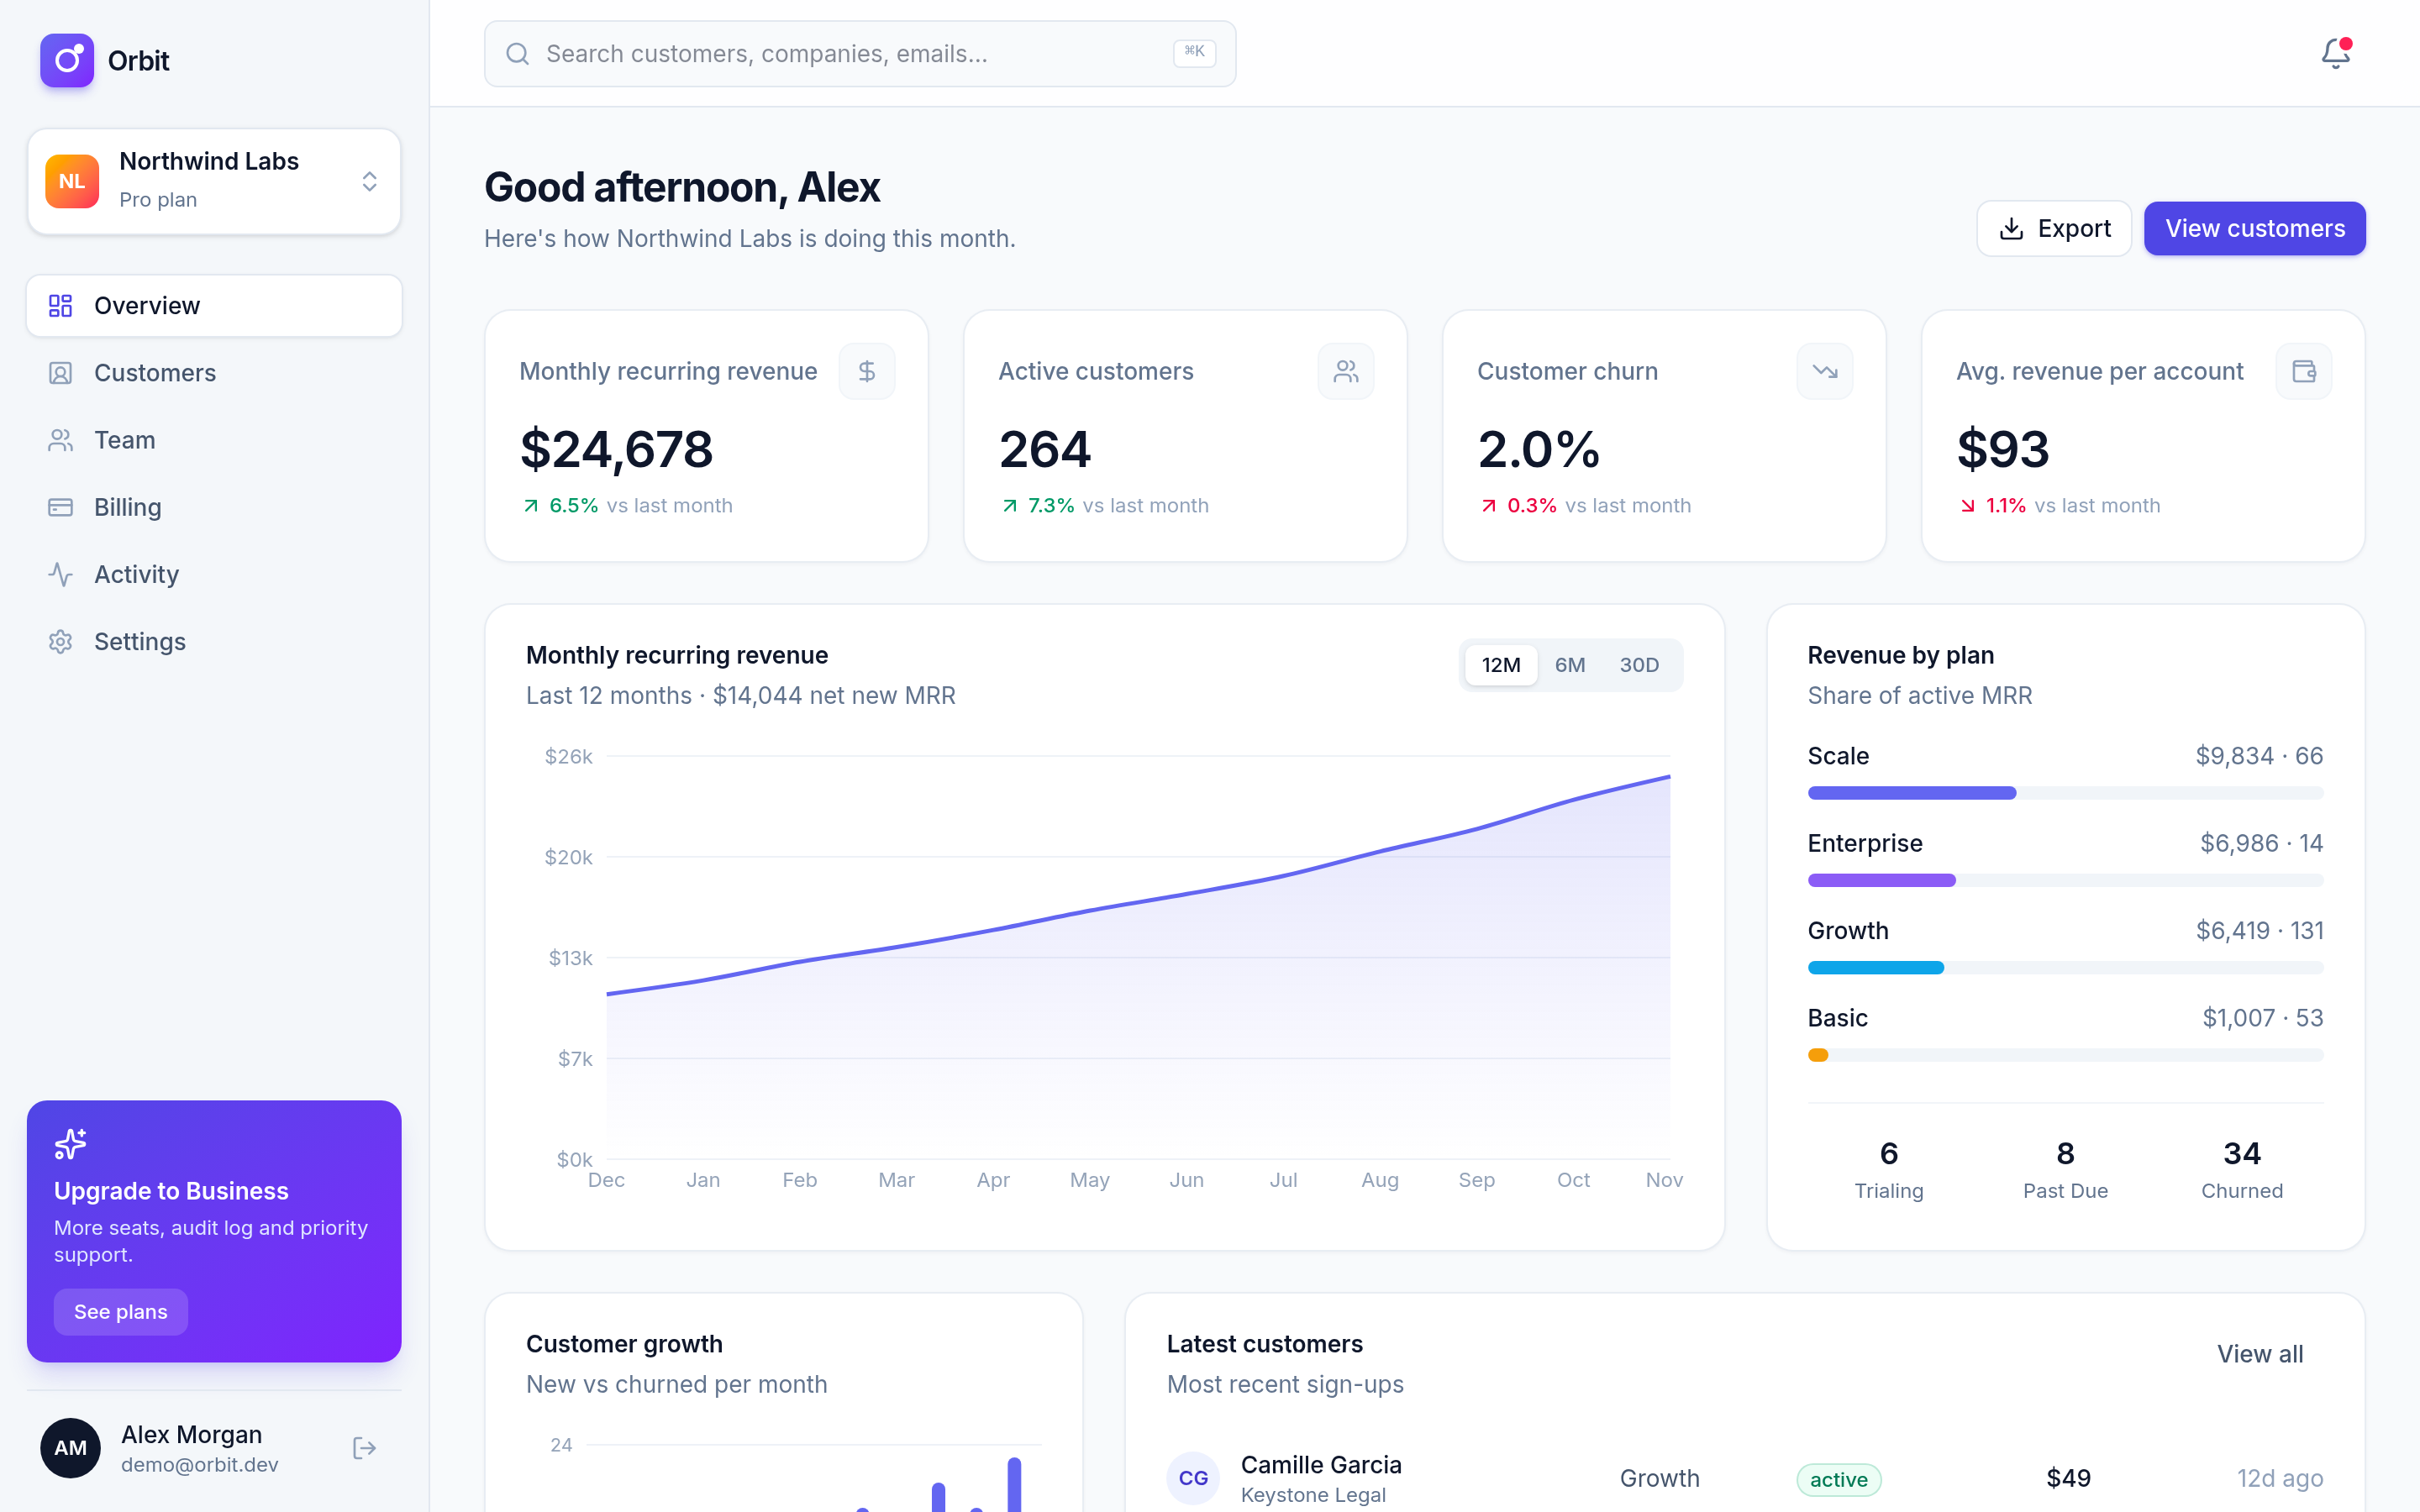 Orbit
NL
Northwind Labs
Pro plan
Overview
Customers
Team
Billing
Activity
Settings
Upgrade to Business
More seats, audit log and priority
support.
See plans
AM
Alex Morgan
demo@orbit.dev
Search customers, companies, emails...
⌘K
Good afternoon, Alex
Here's how Northwind Labs is doing this month.
Export
View customers
Monthly recurring revenue
$24,678
6.5% vs last month
Active customers
264
7.3% vs last month
Customer churn
2.0%
0.3% vs last month
Avg. revenue per account
$93
1.1% vs last month
Monthly recurring revenue
Last 12 months · $14,044 net new MRR
12M 6M 30D
$26k
$20k
$13k
$7k
$0k
Dec Jan Feb Mar Apr May Jun Jul Aug Sep Oct Nov
Revenue by plan
Share of active MRR
Scale $9,834 · 66
Enterprise $6,986 · 14
Growth $6,419 · 131
Basic $1,007 · 53
6 8 34
Trialing Past Due Churned
Customer growth
New vs churned per month
24
Latest customers
Most recent sign-ups
View all
CG
Camille Garcia
Keystone Legal
Growth
active
$49
12d ago